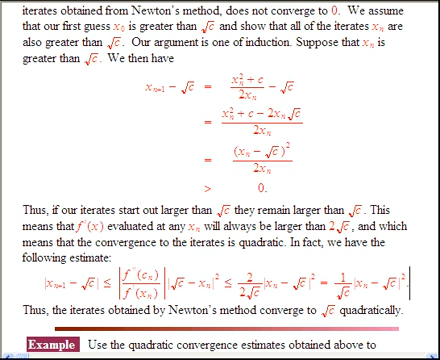 iterates obtained from Newton's method, does not converge to 0. We assume
that our first guess x₀ is greater than √c and show that all of the iterates xₙ are
also greater than √c. Our argument is one of induction. Suppose that xₙ is
greater than √c. We then have
xₙ₊₁ − √c = (xₙ² + c)/(2xₙ) − √c
= (xₙ² + c − 2xₙ√c)/(2xₙ)
= (xₙ − √c)²/(2xₙ)
> 0.
Thus, if our iterates start out larger than √c they remain larger than √c. This
means that f′(x) evaluated at any xₙ will always be larger than 2√c, and which
means that the convergence to the iterates is quadratic. In fact, we have the
following estimate:
|xₙ₊₁ − √c| ≤ |f″(cₙ)/f′(xₙ)| |√c − xₙ|² ≤ 2/(2√c) |xₙ − √c|² = 1/√c |xₙ − √c|².
Thus, the iterates obtained by Newton's method converge to √c quadratically.
Example Use the quadratic convergence estimates obtained above to